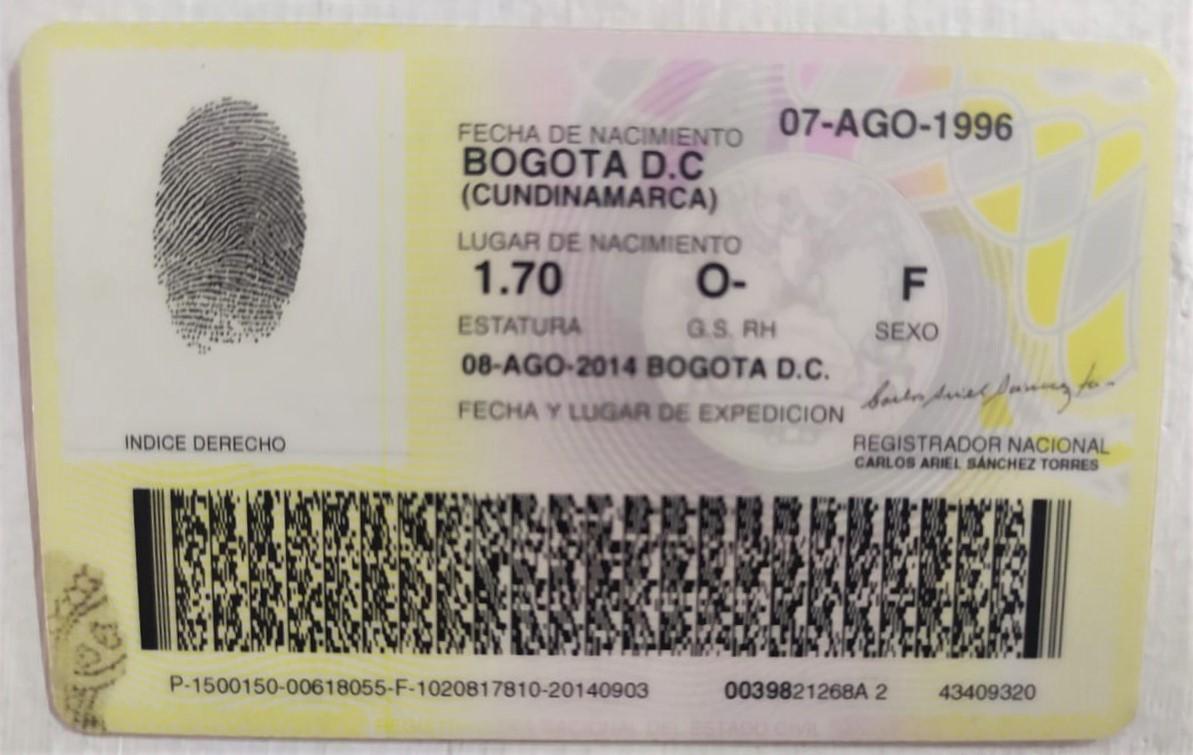 07-AGO-1996
FECHA DE NACIMIENTO
BOGOTA D.C
(CUNDINAMARCA)
LUGAR DE NACIMIENTO
1.70 O- F
ESTATURA G.S. RH SEXO
08-AGO-2014 BOGOTA D.C.
FECHA Y LUGAR DE EXPEDICION
INDICE DERECHO
REGISTRADOR NACIONAL
CARLOS ARIEL SÁNCHEZ TORRES
P-1500150-00618055-F-1020817810-20140903 0039821268A 2 43409320